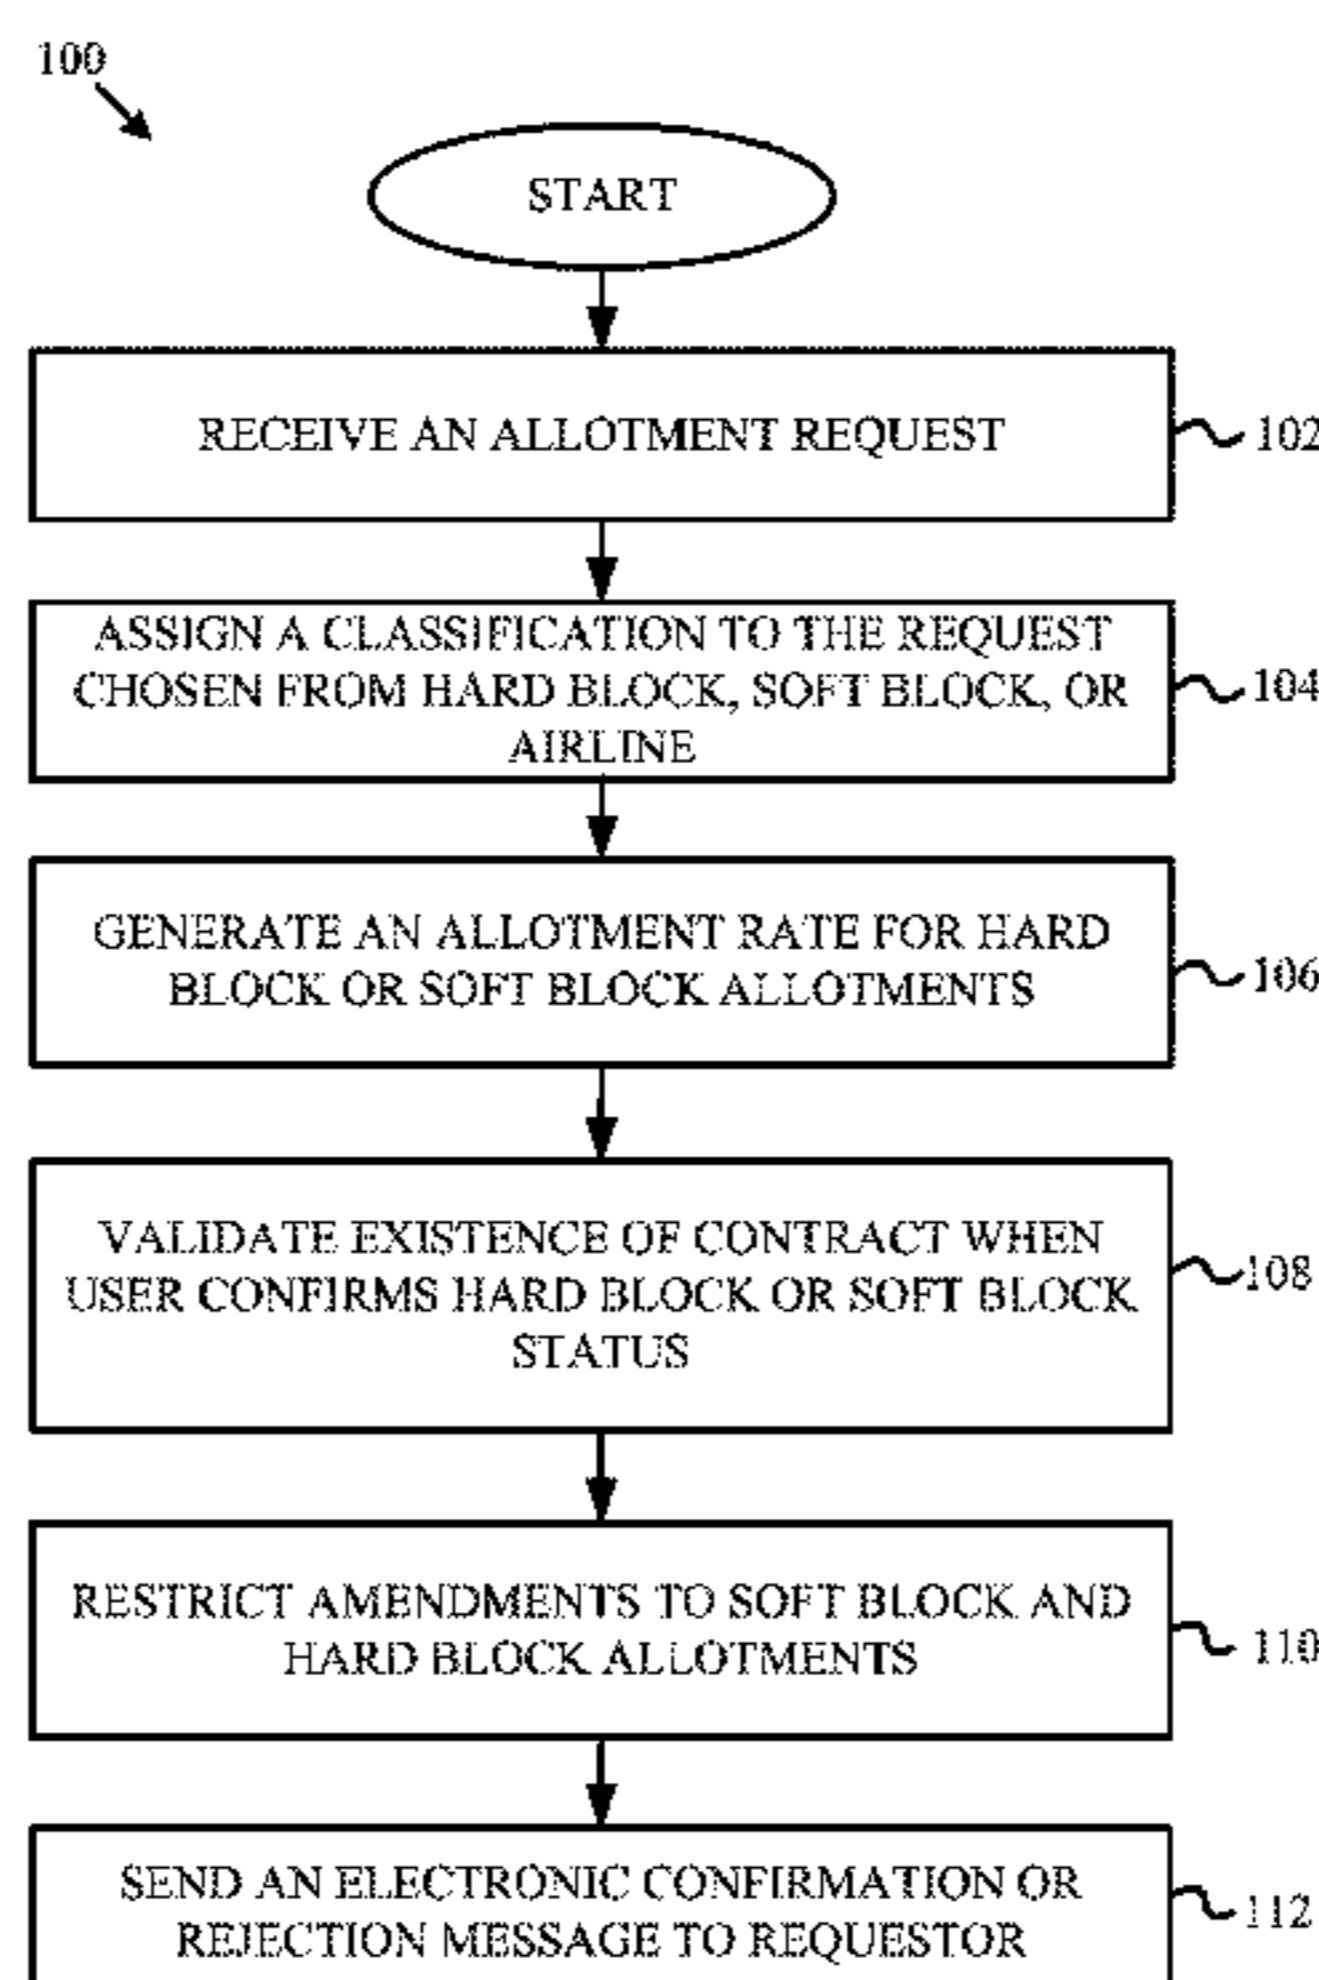 100
START
RECEIVE AN ALLOTMENT REQUEST
102
ASSIGN A CLASSIFICATION TO THE REQUEST
CHOSEN FROM HARD BLOCK, SOFT BLOCK, OR
AIRLINE
104
GENERATE AN ALLOTMENT RATE FOR HARD
BLOCK OR SOFT BLOCK ALLOTMENTS
106
VALIDATE EXISTENCE OF CONTRACT WHEN
USER CONFIRMS HARD BLOCK OR SOFT BLOCK
STATUS
108
RESTRICT AMENDMENTS TO SOFT BLOCK AND
HARD BLOCK ALLOTMENTS
110
SEND AN ELECTRONIC CONFIRMATION OR
REJECTION MESSAGE TO REQUESTOR
112